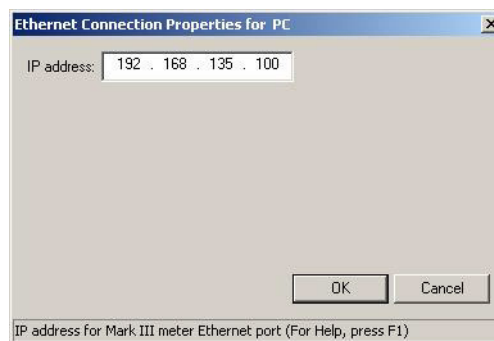 Ethernet Connection Properties for PC
IP address: 192 . 168 . 135 . 100
OK Cancel
IP address for Mark III meter Ethernet port (For Help, press F1)